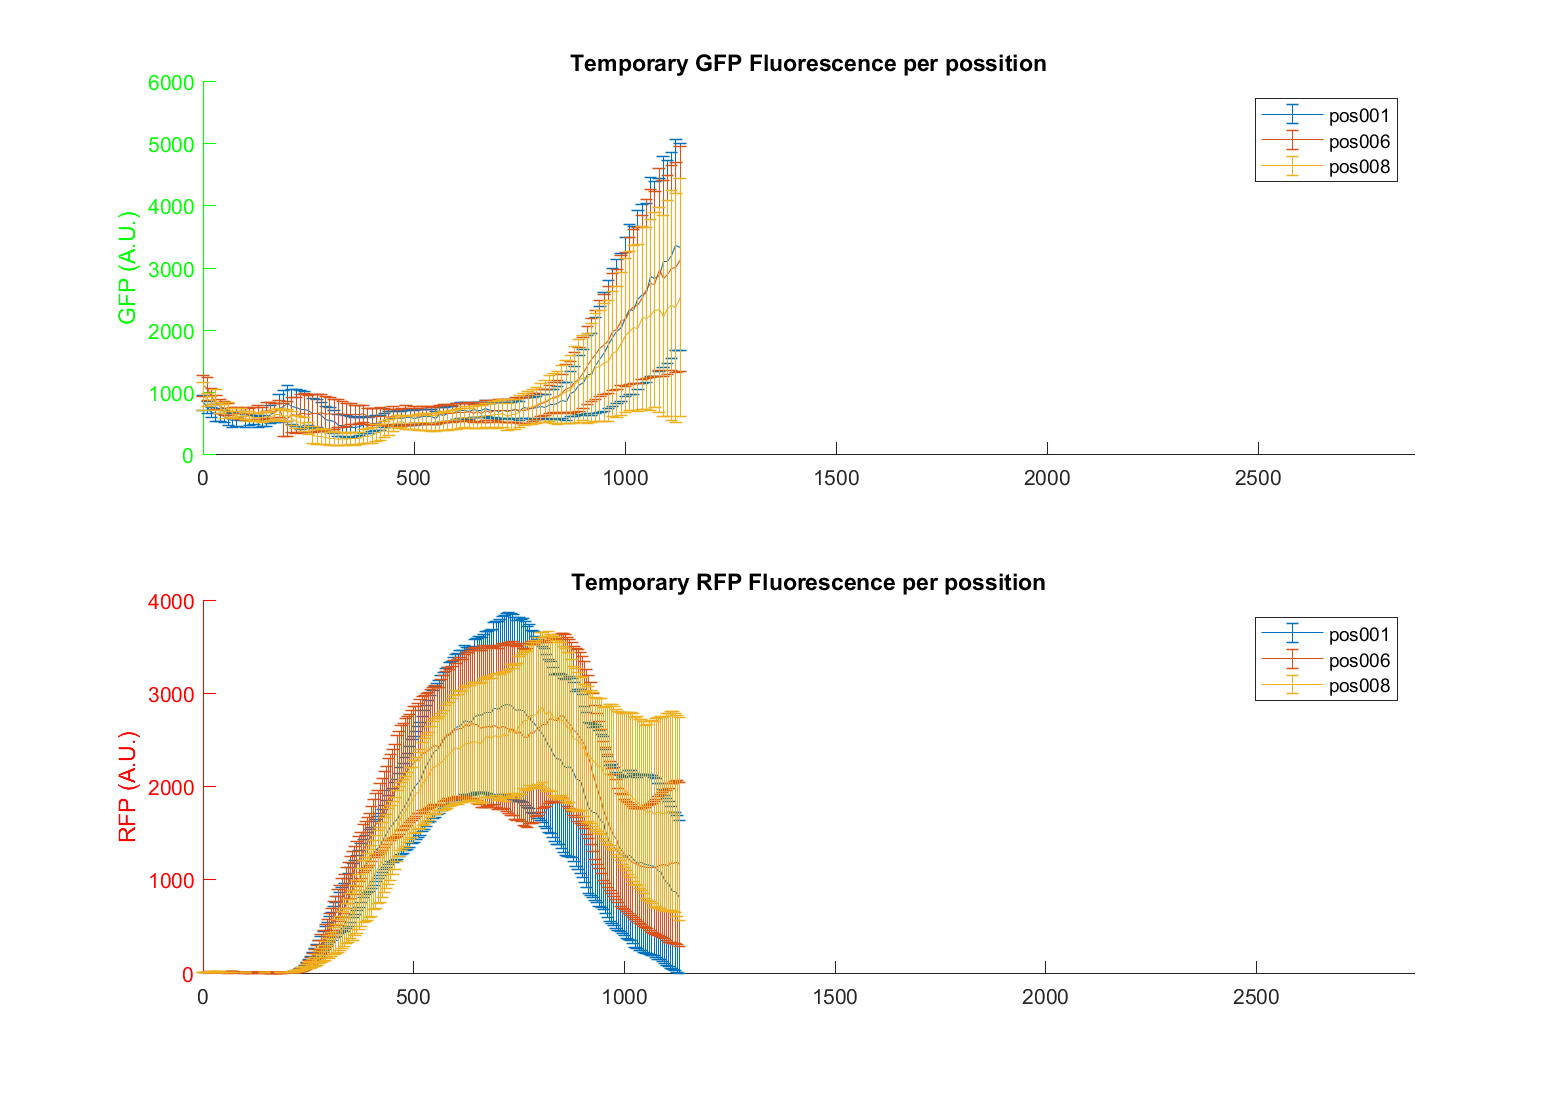 Temporary GFP Fluorescence per possition
6000
5000
4000
3000
2000
1000
0
GFP (A.U.)
0 500 1000 1500 2000 2500
pos001
pos006
pos008
Temporary RFP Fluorescence per possition
4000
3000
2000
1000
0
RFP (A.U.)
0 500 1000 1500 2000 2500
pos001
pos006
pos008